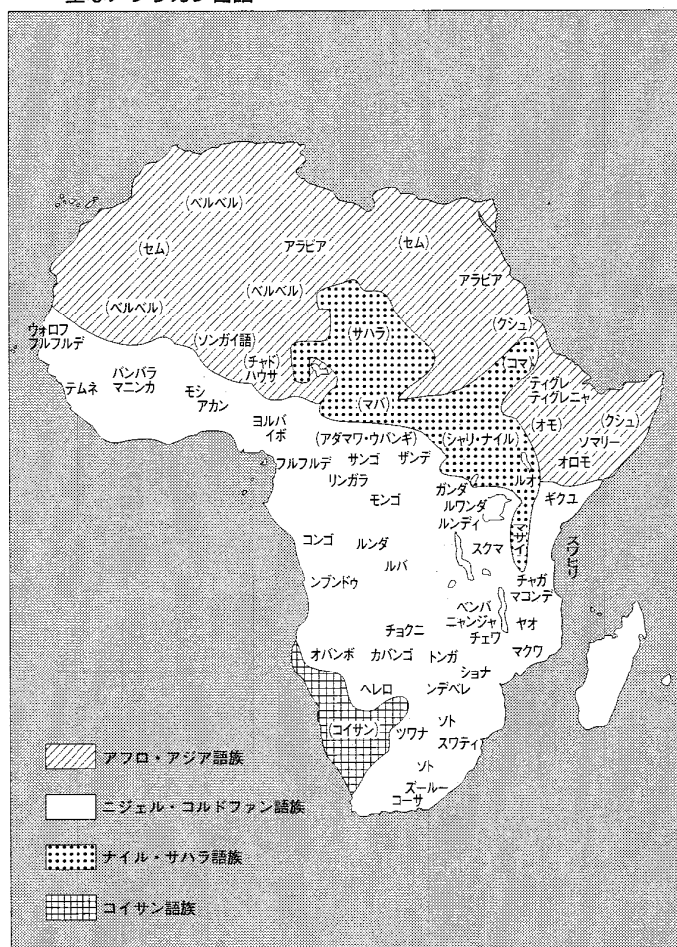 (ベルベル)
(セム)
アラビア
(セム)
アラビア
(ベルベル)
(ベルベル)
(クシュ)
ウォロフ
フルフルデ
(ソンガイ語)
(サハラ)
(チャド)
ハウサ
(コマ)
バンバラ
マニンカ
テムネ
モシ
アカン
ティグレ
ティグレニャ
(マバ)
(オモ)
(クシュ)
ソマリー
オロモ
ヨルバ
イボ
(アダマワ・ウバンギ)
(シャリ・ナイル)
フルフルデ
サンゴ
ザンデ
リンガラ
ルオ
ギクユ
モンゴ
ガンダ
ルワンダ
ルンディ
マサイ
スワヒリ
コンゴ
ルンダ
スクマ
ルバ
ンブンドゥ
チャガ
マコンデ
ベンバ
ニャンジャ
チェワ
ヤオ
チョクニ
マクワ
オバンボ
カバンゴ
トンガ
ショナ
ヘレロ
ンデベレ
(コイサン)
ツワナ
ソト
スワティ
ソト
ズールー
コーサ
アフロ・アジア語族
ニジェル・コルドファン語族
ナイル・サハラ語族
コイサン語族